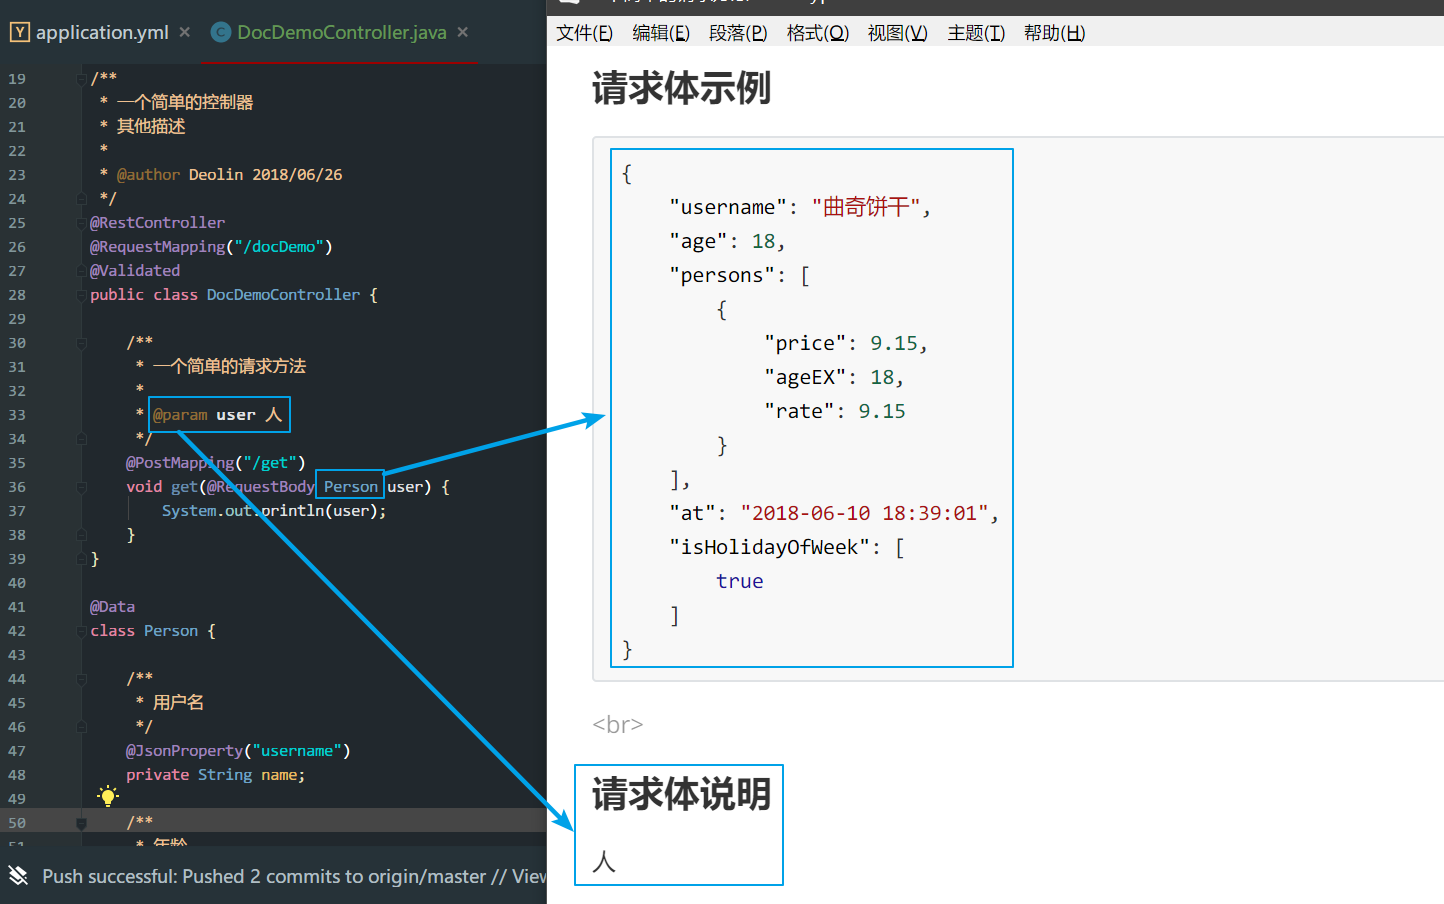 application.yml
DocDemoController.java
19 /**
20 * 一个简单的控制器
21 * 其他描述
22 *
23 * @author Deolin 2018/06/26
24 */
25 @RestController
26 @RequestMapping("/docDemo")
27 @Validated
28 public class DocDemoController {
29
30 /**
31 * 一个简单的请求方法
32 *
33 * @param user 人
34 */
35 @PostMapping("/get")
36 void get(@RequestBody Person user) {
37 System.out.println(user);
38 }
39 }
40
41 @Data
42 class Person {
43
44 /**
45 * 用户名
46 */
47 @JsonProperty("username")
48 private String name;
49
50 /**
51 * 年龄
Push successful: Pushed 2 commits to origin/master // View
文件(F) 编辑(E) 段落(P) 格式(O) 视图(V) 主题(T) 帮助(H)
请求体示例
{
"username": "曲奇饼干",
"age": 18,
"persons": [
{
"price": 9.15,
"ageEX": 18,
"rate": 9.15
}
],
"at": "2018-06-10 18:39:01",
"isHolidayOfWeek": [
true
]
}
<br>
请求体说明
人